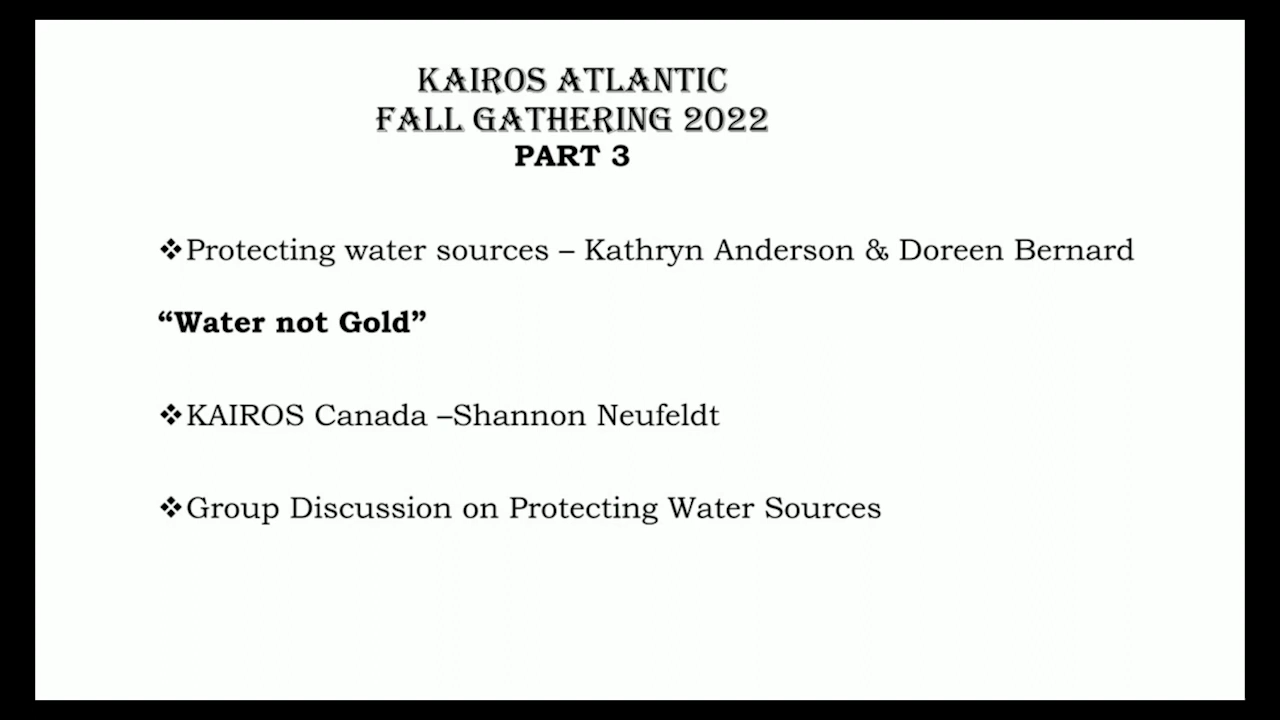 KAIROS ATLANTIC
FALL GATHERING 2022
PART 3
❖Protecting water sources – Kathryn Anderson & Doreen Bernard
“Water not Gold”
❖KAIROS Canada –Shannon Neufeldt
❖Group Discussion on Protecting Water Sources